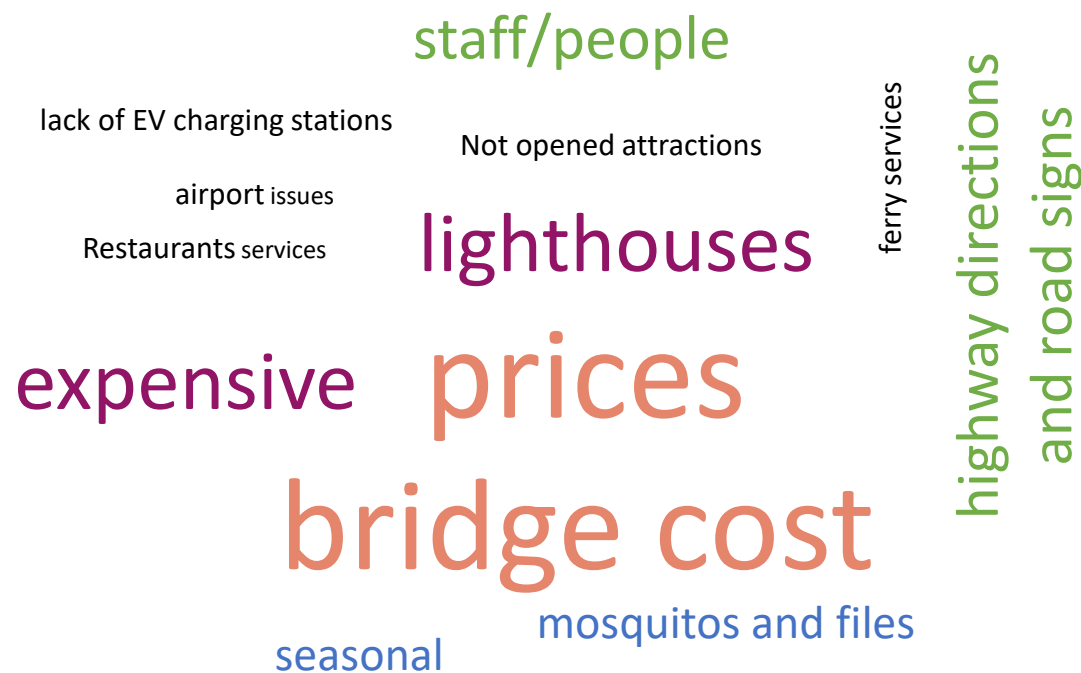 staff/people
lack of EV charging stations
Not opened attractions
ferry services
highway directions
and road signs
airport issues
Restaurants services
lighthouses
expensive
prices
bridge cost
mosquitos and files
seasonal